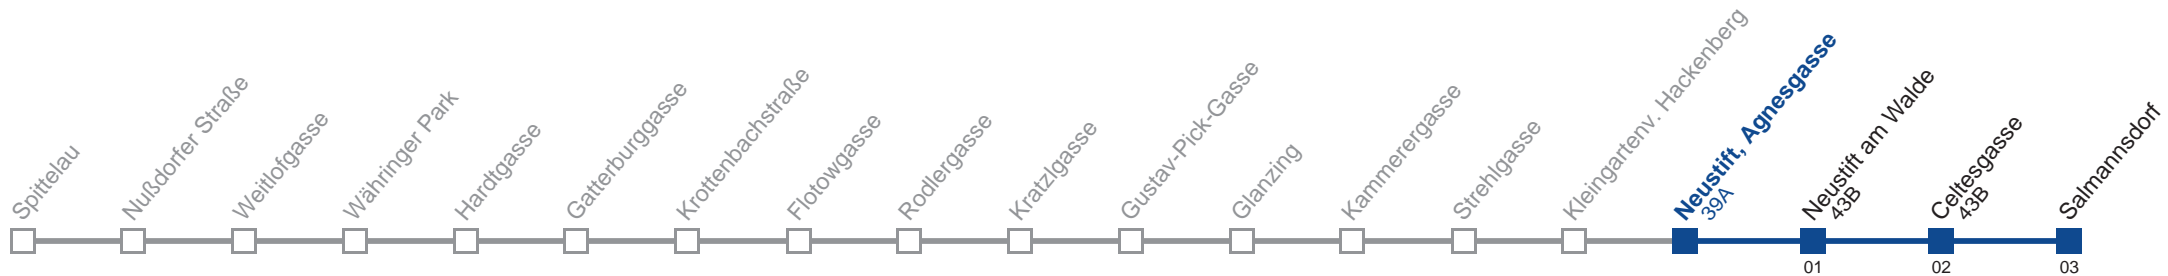 Spittelau
Nußdorfer Straße
Weitlofgasse
Währinger Park
Hardtgasse
Gatterburggasse
Krottenbachstraße
Flotowgasse
Rodlergasse
Kratzlgasse
Gustav-Pick-Gasse
Glanzing
Kammerergasse
Strehlgasse
Kleingartenv. Hackenberg
Neustift, Agnesgasse
39A
Neustift am Walde
43B
Celtesgasse
43B
Salmannsdorf
01
02
03